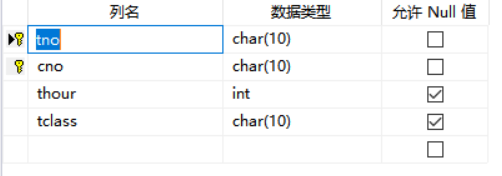 列名 数据类型 允许 Null 值
tno char(10)
cno char(10)
thour int
tclass char(10)